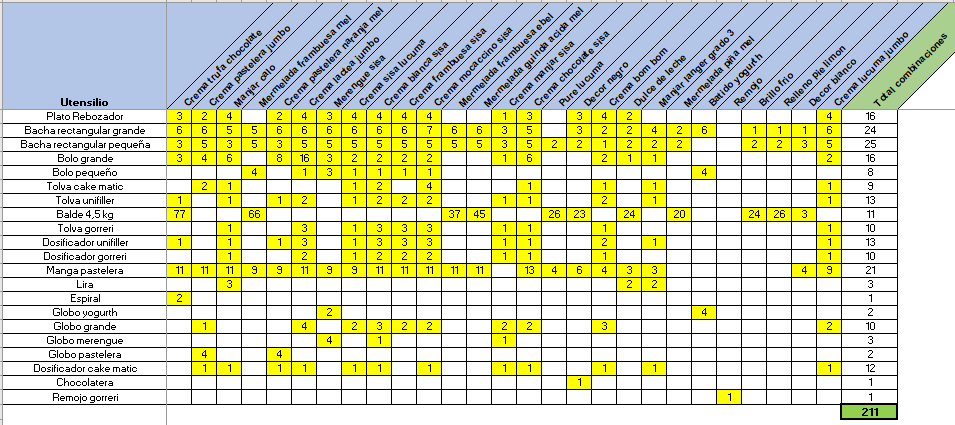 Utensilio
Crema trufa chocolate
Crema pastelera jumbo
Manjar
Mermelada frambuesa mel
Crema pastelera naranja mel
Crema lactea jumbo
Merengue sisa
Crema sisa lucuma
Crema blanca sisa
Crema frambuesa sisa
Crema mocaccino sisa
Mermelada frambuesa ebel
Mermelada guinda acida mel
Crema manjar sisa
Crema chocolate sisa
Pure lucuma
Decor negro
Crema bom bom
Dulce de leche
Manjar janger grado 3
Mermelada piña mel
Batido yogurth
Remojo
Brillo frio
Relleno pie limon
Decor blanco
Crema lucuma jumbo
Total combinaciones
Plato Rebozador 3 2 4 2 4 3 4 4 4 4 1 3 3 4 2 4 16
Bacha rectangular grande 6 6 5 5 6 6 6 6 6 6 7 6 6 3 5 3 2 2 4 2 6 1 1 1 6 24
Bacha rectangular pequeña 3 5 3 5 3 5 5 5 5 5 5 5 5 3 5 2 2 1 2 2 2 2 2 3 5 25
Bolo grande 3 4 6 8 16 3 2 2 2 2 1 6 2 1 1 2 16
Bolo pequeño 4 1 3 1 1 1 1 4 8
Tolva cake matic 2 1 1 2 4 1 1 1 1 9
Tolva unifiller 1 1 1 2 1 2 2 2 1 1 2 1 1 13
Balde 4,5 kg 77 66 37 45 26 23 24 20 24 26 3 11
Tolva gorreri 1 3 1 3 3 3 1 1 1 1 10
Dosificador unifiller 1 1 1 3 1 3 3 3 1 1 2 1 1 13
Dosificador gorreri 1 2 1 2 2 2 1 1 1 1 10
Manga pastelera 11 11 11 9 9 11 9 9 11 11 11 11 11 13 4 6 4 3 3 4 9 21
Lira 3 2 2 3
Espiral 2 1
Globo yogurth 2 4 2
Globo grande 1 4 2 3 2 2 2 2 3 2 10
Globo merengue 4 1 1 3
Globo pastelera 4 4 2
Dosificador cake matic 1 1 1 1 1 1 1 1 1 1 1 1 12
Chocolatera 1 1
Remojo gorreri 1 1
211